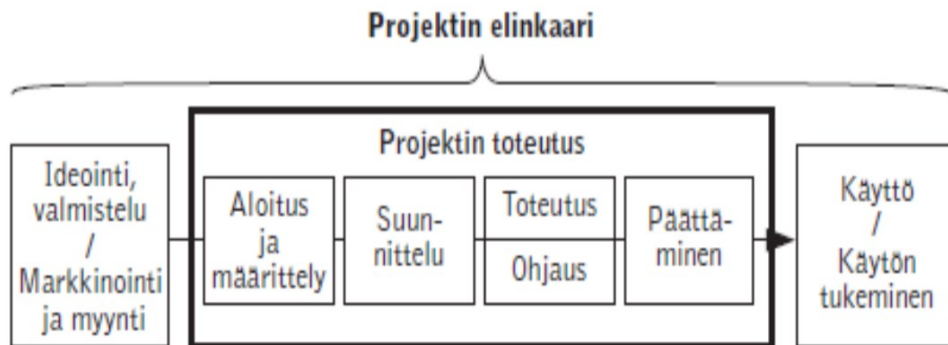 Projektin elinkaari
Projektin toteutus
Ideointi,
valmistelu
/
Markkinointi
ja myynti
Aloitus
ja
määrittely
Suun-
nittelu
Toteutus
Ohjaus
Päättä-
minen
Käyttö
/
Käytön
tukeminen